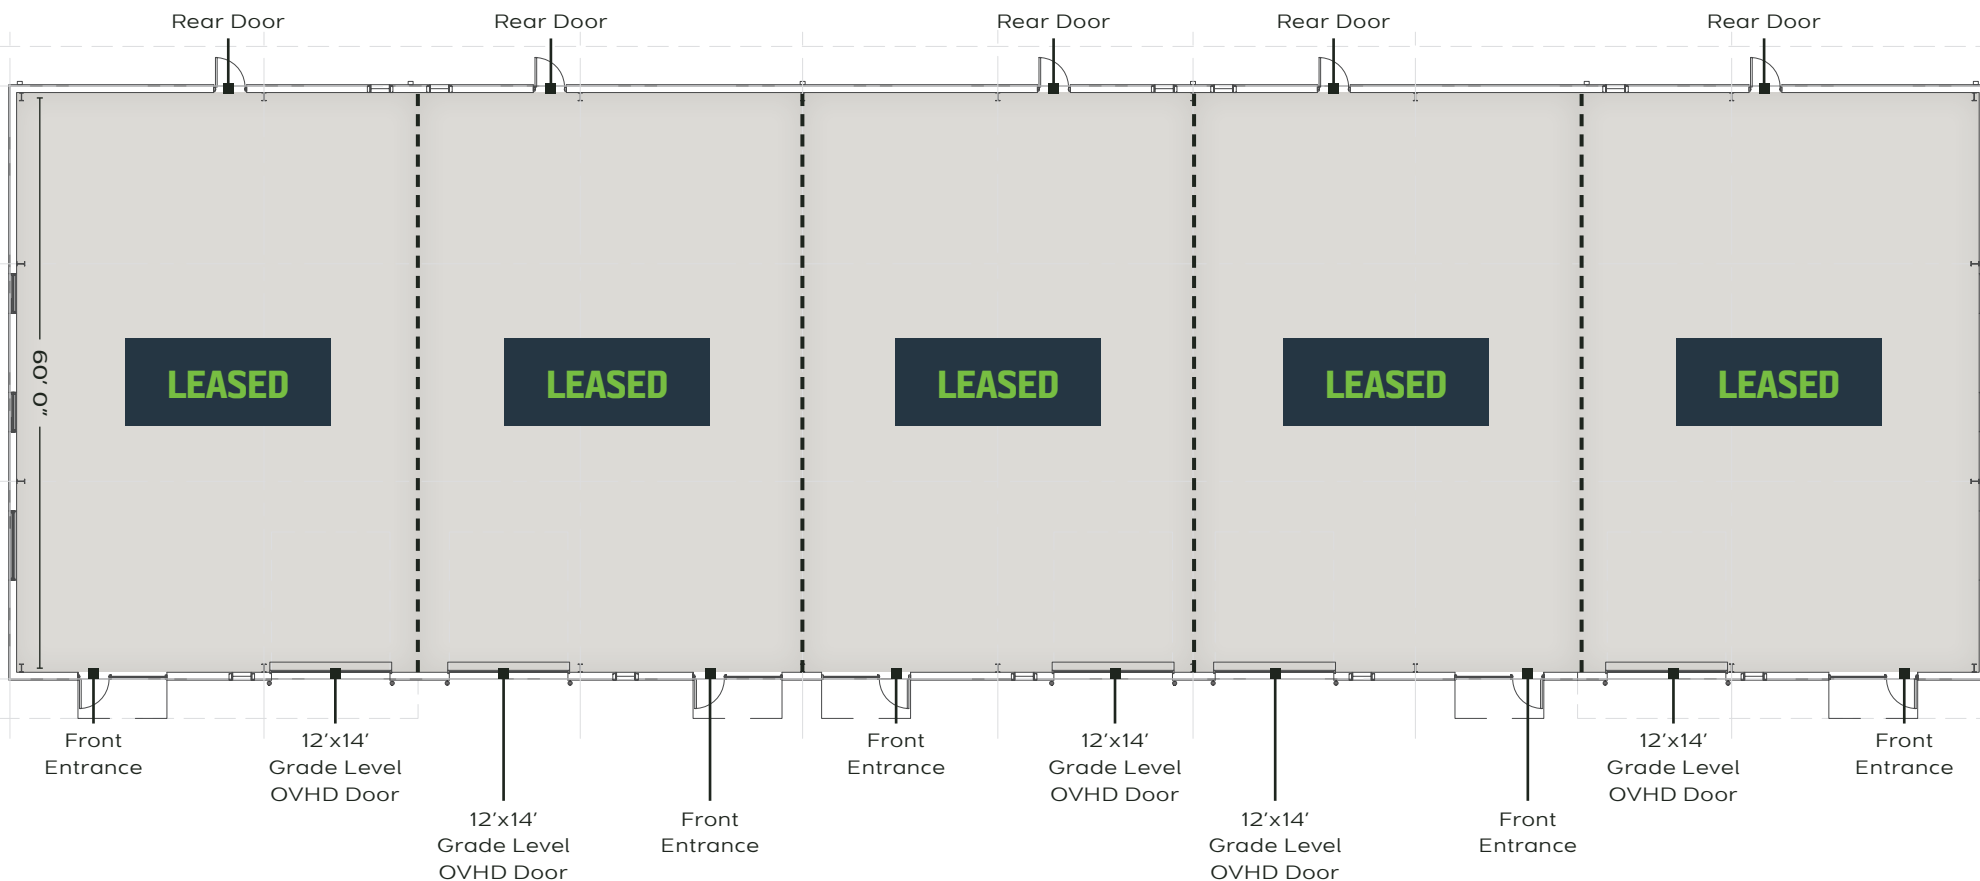 Rear Door
Rear Door
Rear Door
Rear Door
Rear Door
60’ 0”
LEASED
LEASED
LEASED
LEASED
LEASED
Front
Entrance
12’x14’
Grade Level
OVHD Door
12’x14’
Grade Level
OVHD Door
Front
Entrance
Front
Entrance
12’x14’
Grade Level
OVHD Door
12’x14’
Grade Level
OVHD Door
Front
Entrance
12’x14’
Grade Level
OVHD Door
Front
Entrance